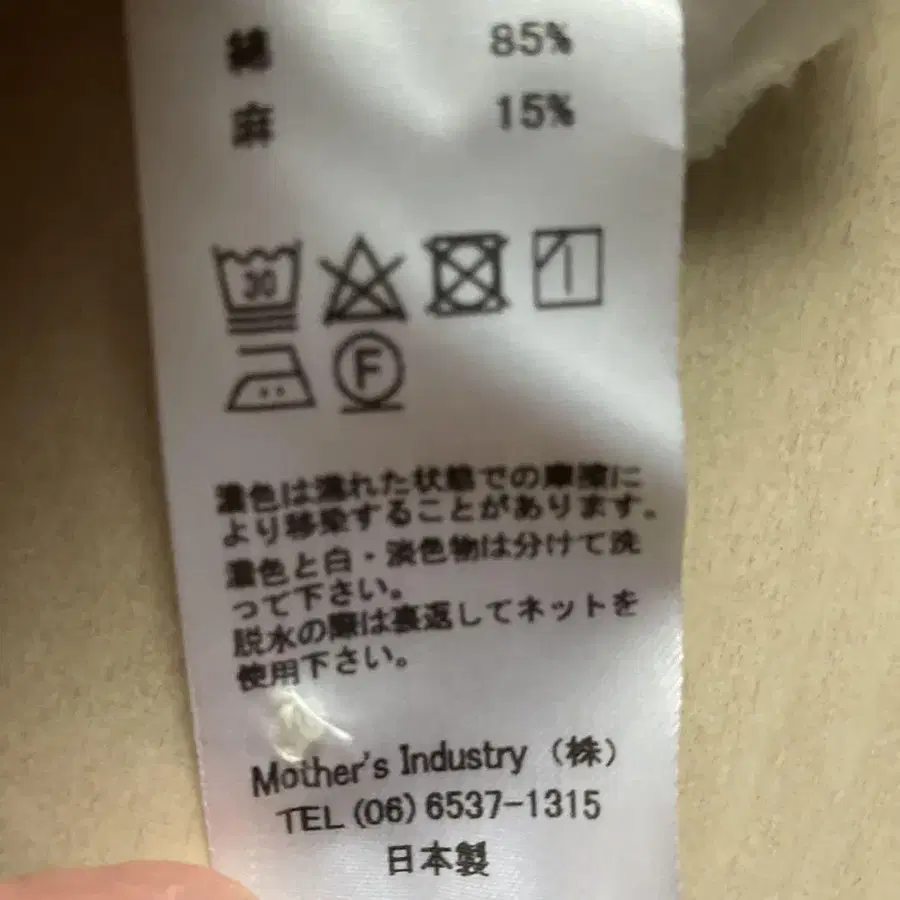 綿 85%
麻 15%
30
F
濃色は濡れた状態での摩擦に
より移染することがあります。
濃色と白・淡色物は分けて洗
って下さい。
脱水の際は裏返してネットを
使用下さい。
Mother's Industry（株）
TEL (06) 6537-1315
日本製